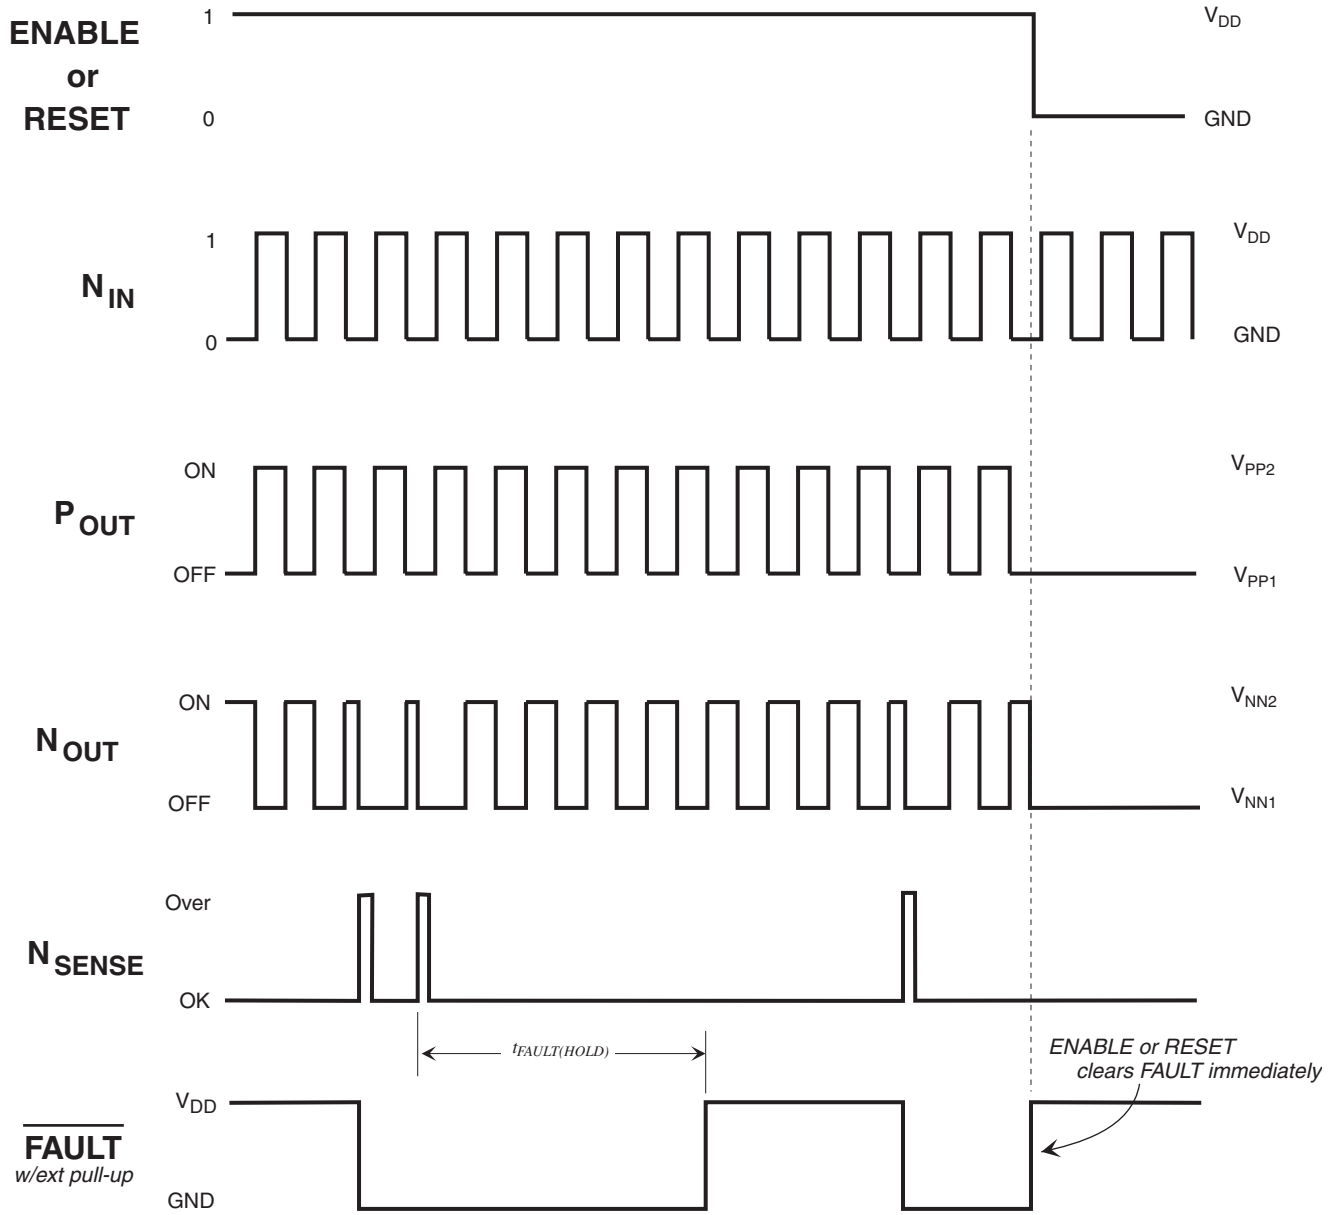 ENABLE
or
RESET
1
0
VDD
GND
NIN
1
0
VDD
GND
POUT
ON
OFF
VPP2
VPP1
NOUT
ON
OFF
VNN2
VNN1
NSENSE
Over
OK
tFAULT(HOLD)
ENABLE or RESET
clears FAULT immediately
FAULT
w/ext pull-up
VDD
GND